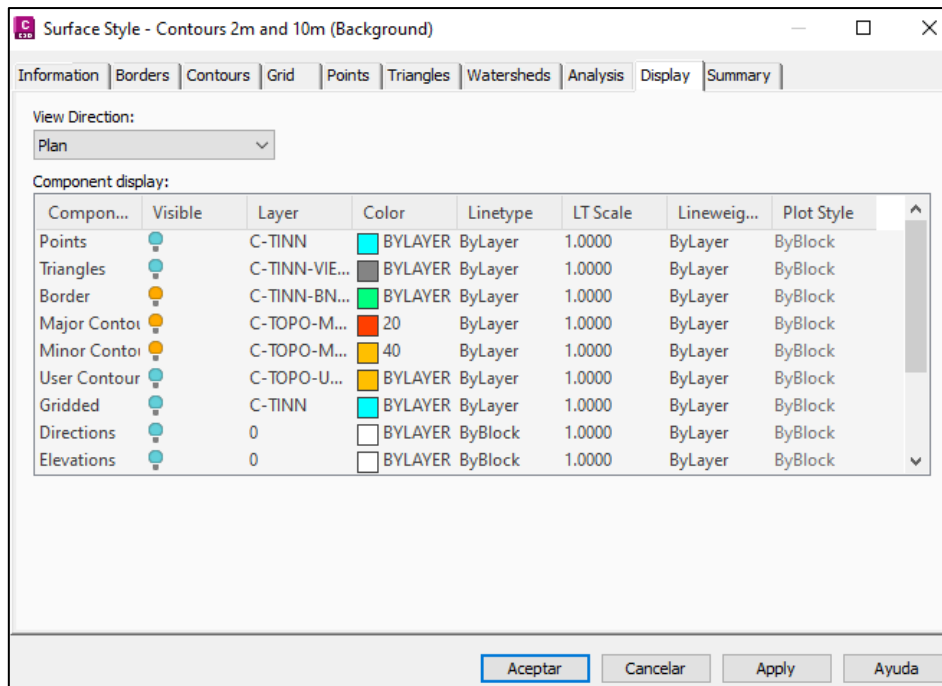 C
C3D
Surface Style - Contours 2m and 10m (Background)
Information Borders Contours Grid Points Triangles Watersheds Analysis Display Summary
View Direction:
Plan
Component display:
Compon... Visible Layer Color Linetype LT Scale Lineweig... Plot Style
Points C-TINN BYLAYER ByLayer 1.0000 ByLayer ByBlock
Triangles C-TINN-VIE... BYLAYER ByLayer 1.0000 ByLayer ByBlock
Border C-TINN-BN... BYLAYER ByLayer 1.0000 ByLayer ByBlock
Major Contou C-TOPO-M... 20 ByLayer 1.0000 ByLayer ByBlock
Minor Contou C-TOPO-M... 40 ByLayer 1.0000 ByLayer ByBlock
User Contour C-TOPO-U... BYLAYER ByLayer 1.0000 ByLayer ByBlock
Gridded C-TINN BYLAYER ByLayer 1.0000 ByLayer ByBlock
Directions 0 BYLAYER ByBlock 1.0000 ByLayer ByBlock
Elevations 0 BYLAYER ByBlock 1.0000 ByLayer ByBlock
Aceptar Cancelar Apply Ayuda